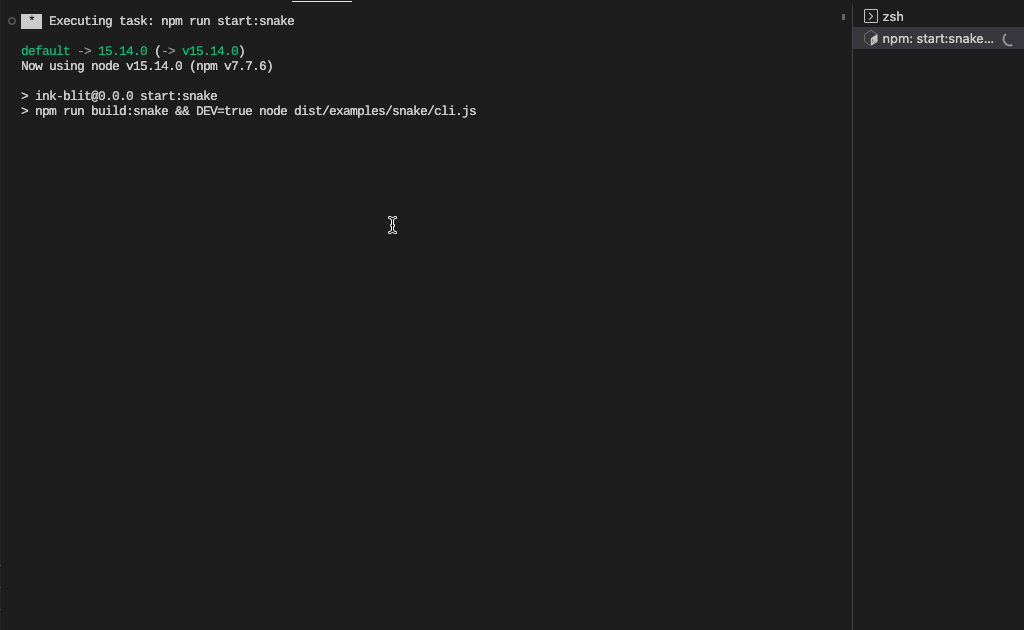 * Executing task: npm run start:snake
default -> 15.14.0 (-> v15.14.0)
Now using node v15.14.0 (npm v7.7.6)
> ink-blit@0.0.0 start:snake
> npm run build:snake && DEV=true node dist/examples/snake/cli.js
zsh
npm: start:snake...